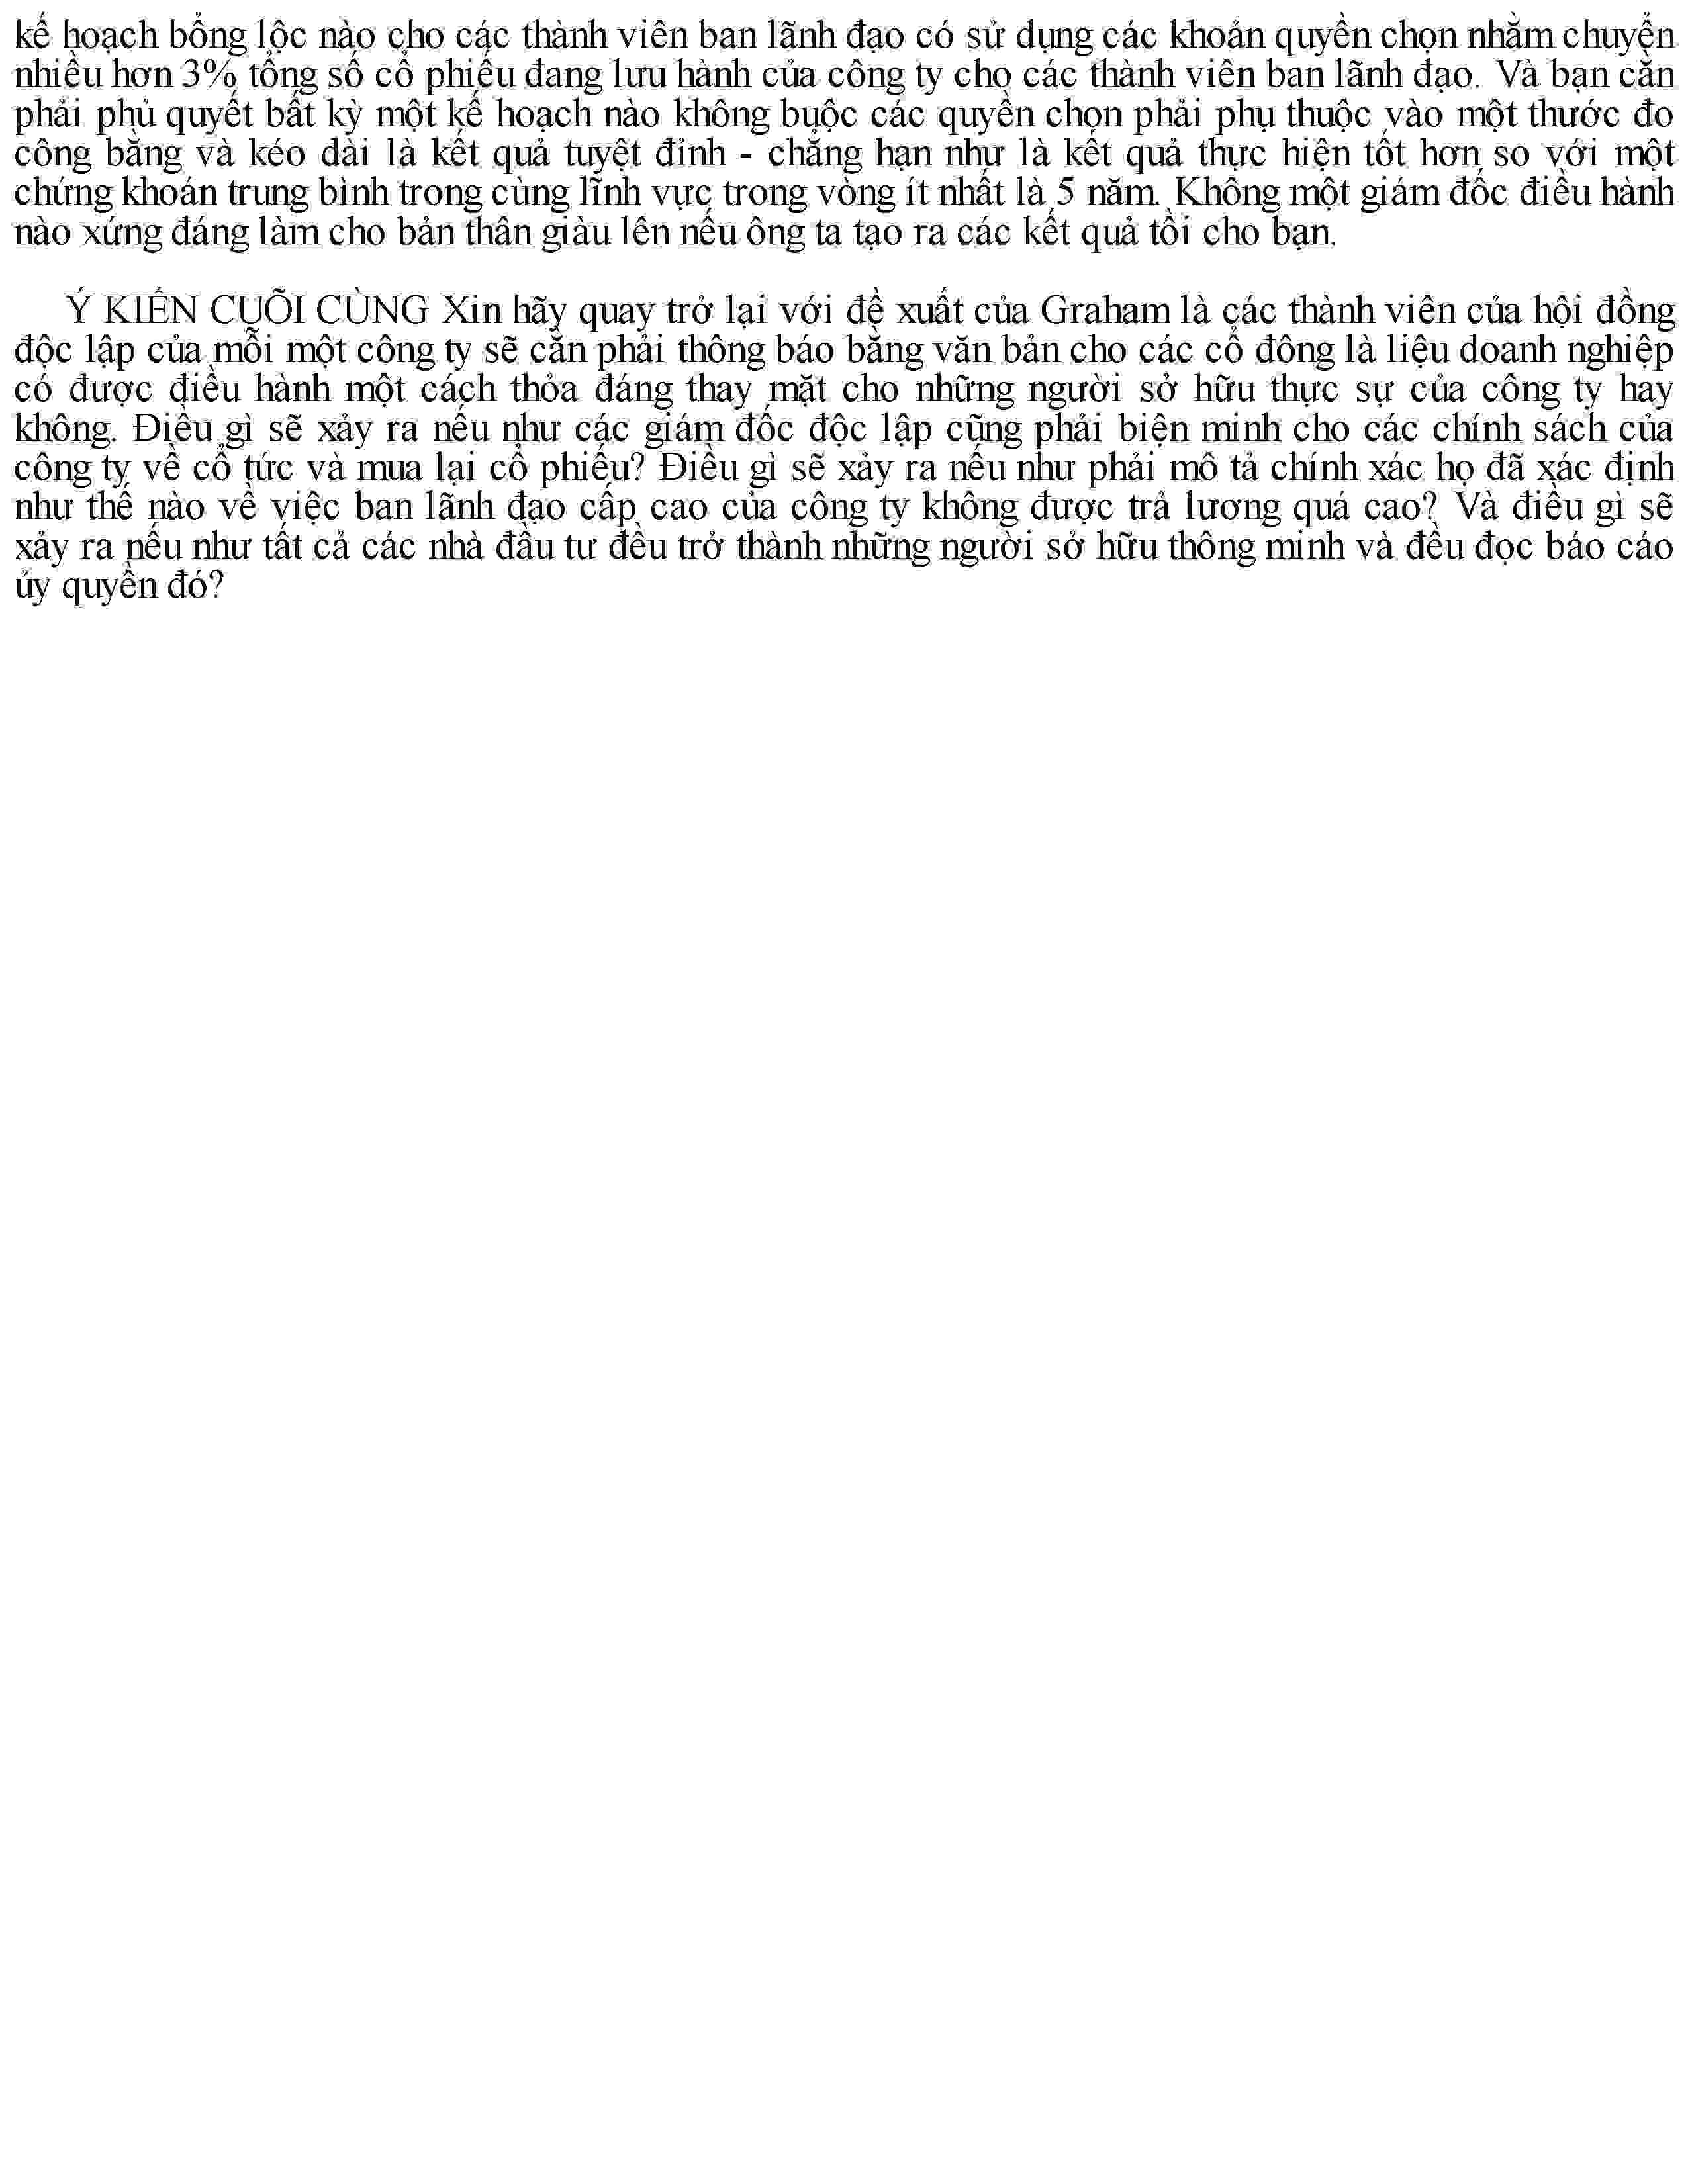 kế hoạch bổng lộc nào cho các thành viên ban lãnh đạo có sử dụng các khoản quyền chọn nhằm chuyển
nhiều hơn 3% tổng số cổ phiếu đang lưu hành của công ty cho các thành viên ban lãnh đạo. Và bạn cần
phải phủ quyết bất kỳ một kế hoạch nào không buộc các quyền chọn phải phụ thuộc vào một thước đo
công bằng và kéo dài là kết quả tuyệt đỉnh - chẳng hạn như là kết quả thực hiện tốt hơn so với một
chứng khoán trung bình trong cùng lĩnh vực trong vòng ít nhất là 5 năm. Không một giám đốc điều hành
nào xứng đáng làm cho bản thân giàu lên nếu ông ta tạo ra các kết quả tồi cho bạn.
Ý KIẾN CUỐI CÙNG Xin hãy quay trở lại với đề xuất của Graham là các thành viên của hội đồng
độc lập của mỗi một công ty sẽ cần phải thông báo bằng văn bản cho các cổ đông là liệu doanh nghiệp
có được điều hành một cách thỏa đáng thay mặt cho những người sở hữu thực sự của công ty hay
không. Điều gì sẽ xảy ra nếu như các giám đốc độc lập cũng phải biện minh cho các chính sách của
công ty về cổ tức và mua lại cổ phiếu? Điều gì sẽ xảy ra nếu như phải mô tả chính xác họ đã xác định
như thế nào về việc ban lãnh đạo cấp cao của công ty không được trả lương quá cao? Và điều gì sẽ
xảy ra nếu như tất cả các nhà đầu tư đều trở thành những người sở hữu thông minh và đều đọc báo cáo
ủy quyền đó?